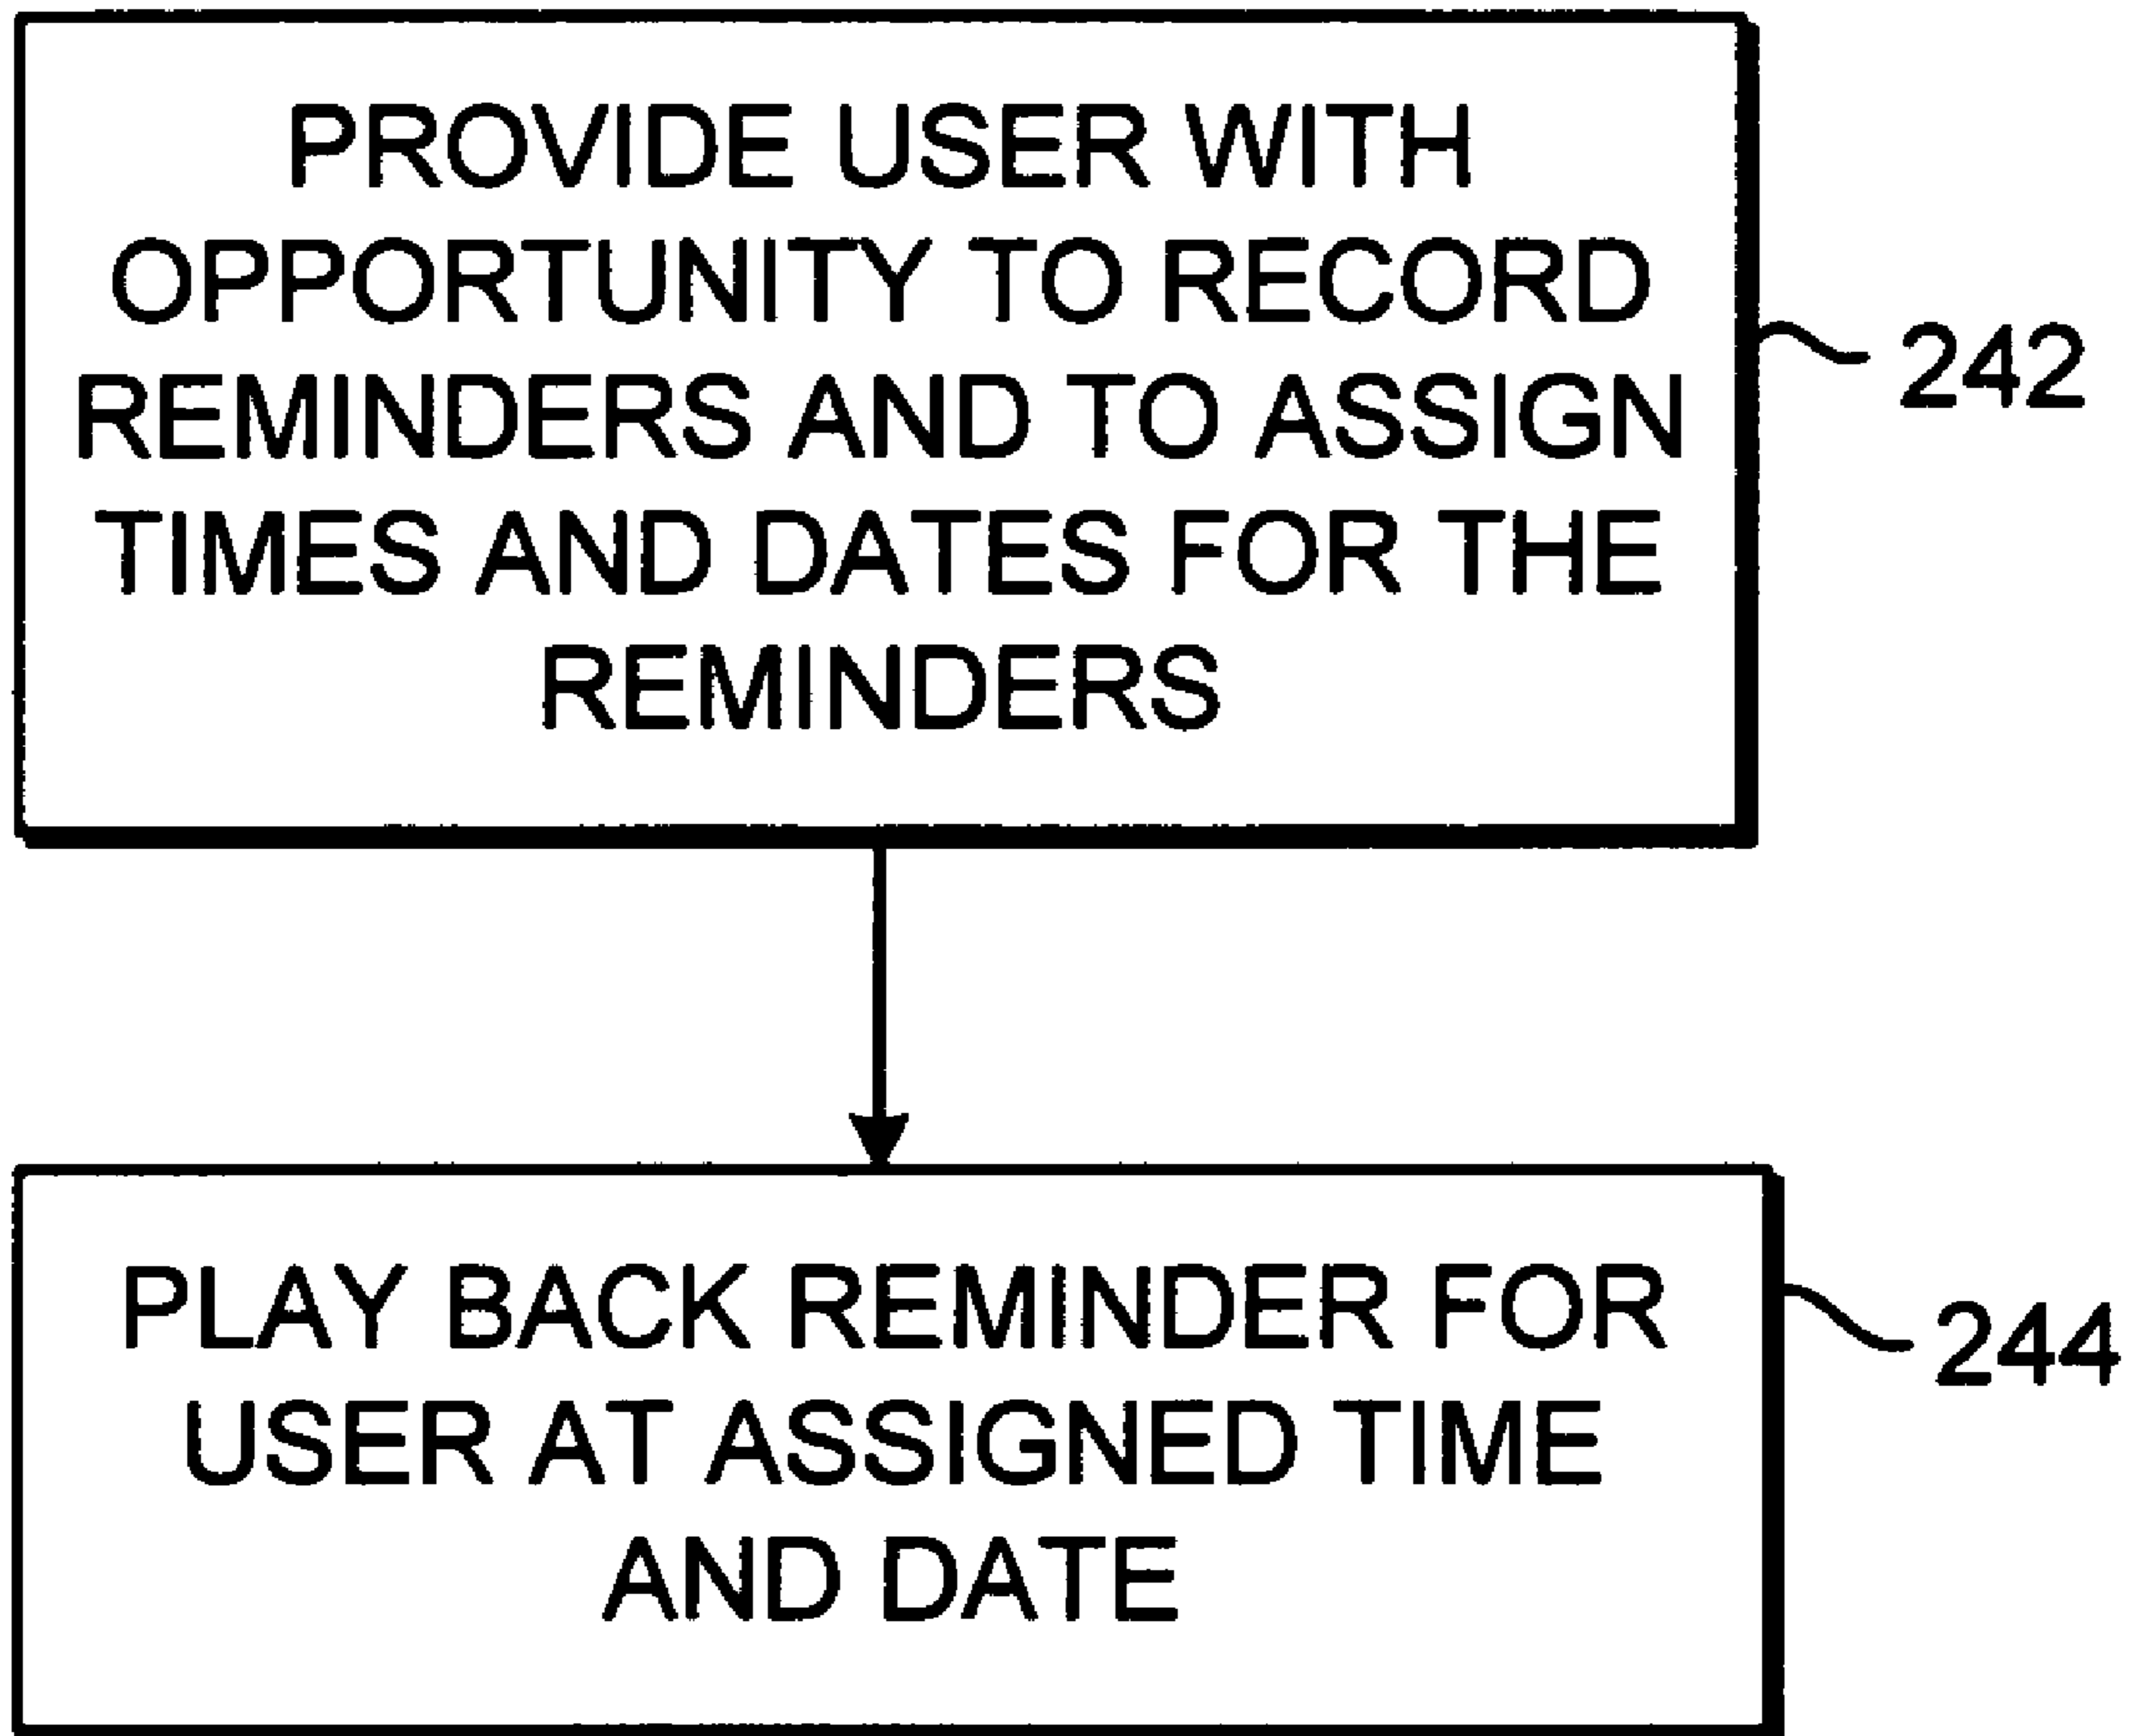 PROVIDE USER WITH
OPPORTUNITY TO RECORD
REMINDERS AND TO ASSIGN
TIMES AND DATES FOR THE
REMINDERS
242
PLAY BACK REMINDER FOR
USER AT ASSIGNED TIME
AND DATE
244